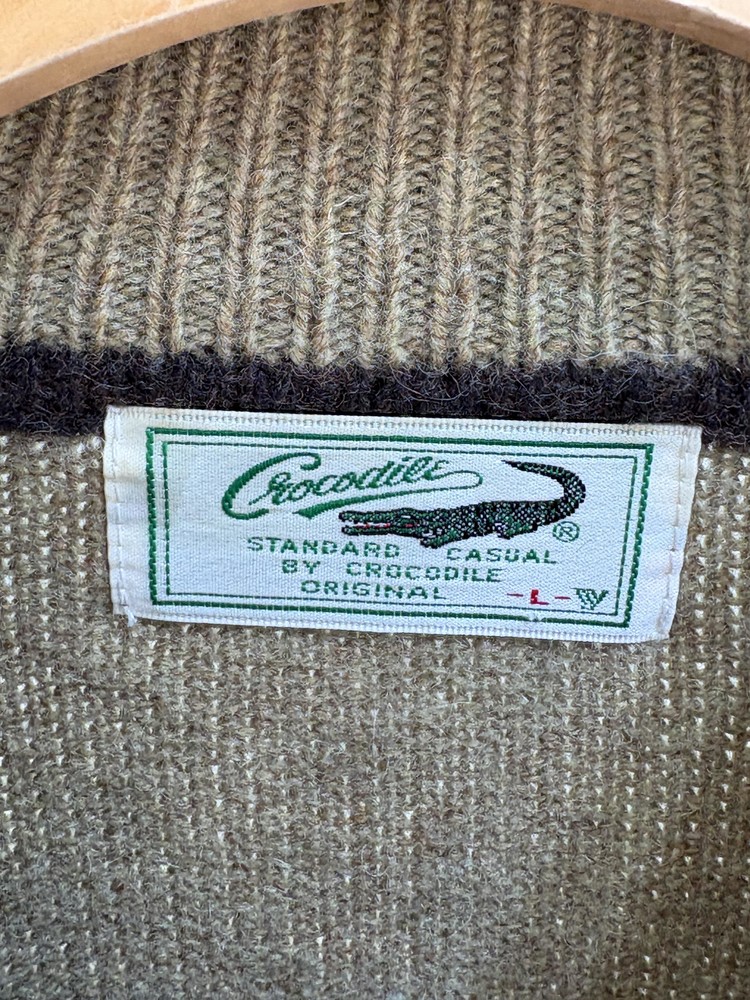 Crocodile
®
STANDARD CASUAL
BY CROCODILE
ORIGINAL -L-